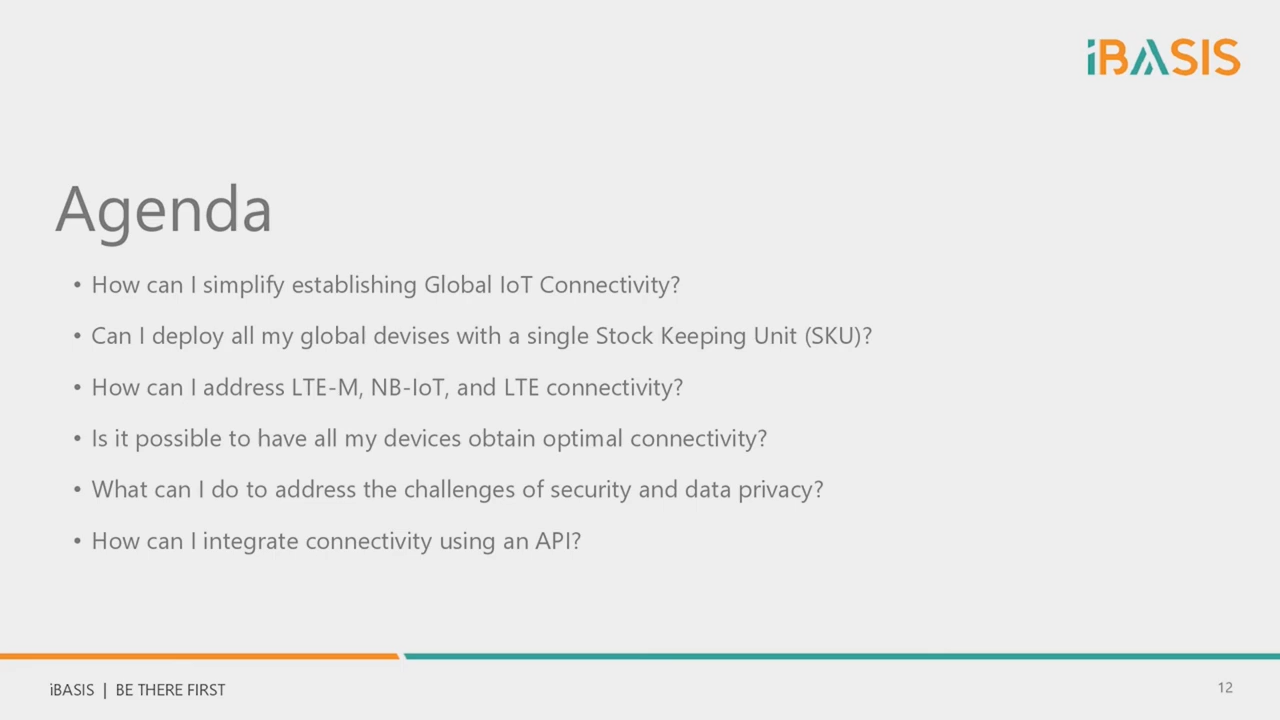 iBASIS
Agenda
• How can I simplify establishing Global IoT Connectivity?
• Can I deploy all my global devises with a single Stock Keeping Unit (SKU)?
• How can I address LTE-M, NB-IoT, and LTE connectivity?
• Is it possible to have all my devices obtain optimal connectivity?
• What can I do to address the challenges of security and data privacy?
• How can I integrate connectivity using an API?
iBASIS | BE THERE FIRST
12